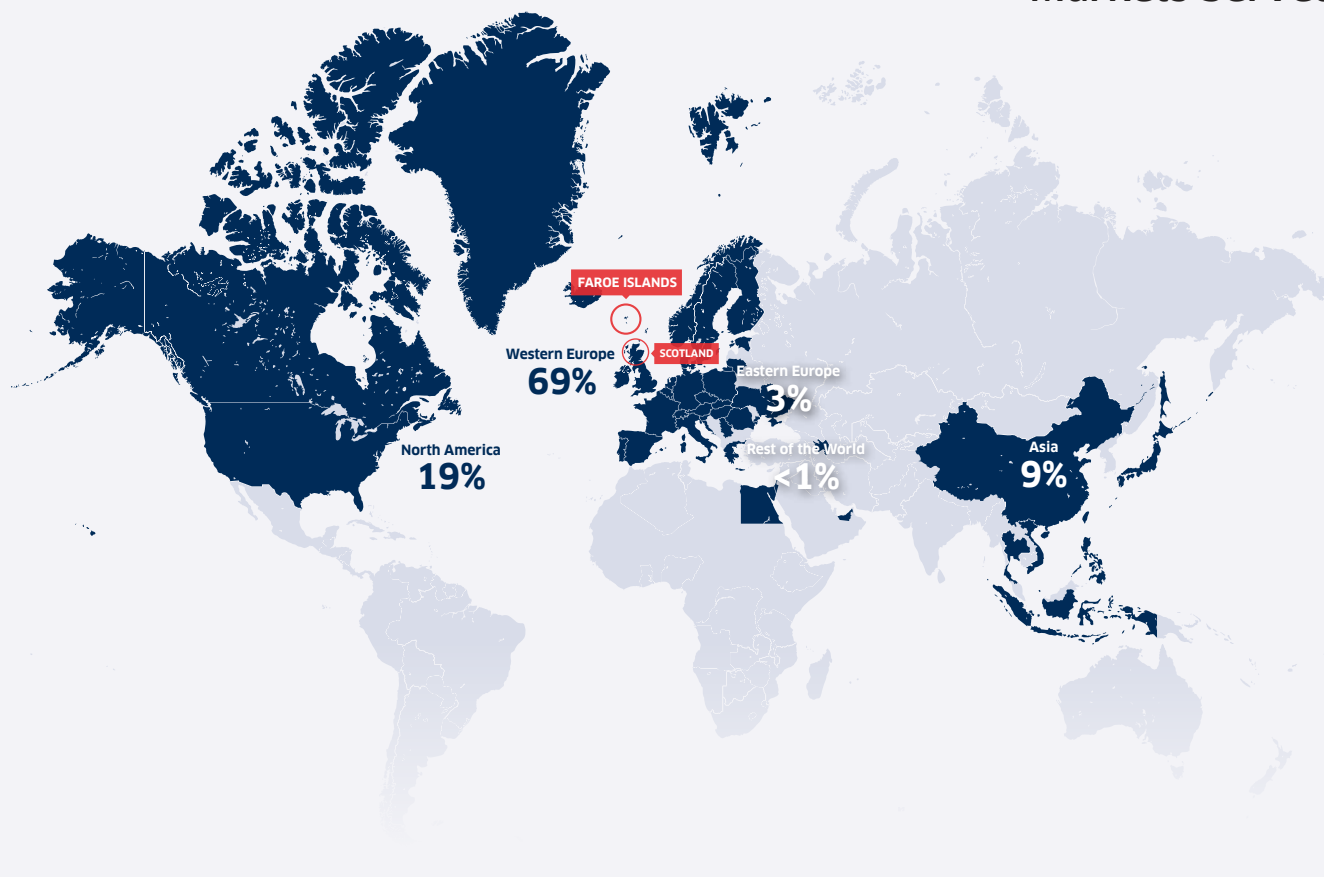 FAROE ISLANDS
Western Europe
69%
SCOTLAND
Eastern Europe
3%
North America
19%
Rest of the World
<1%
Asia
9%